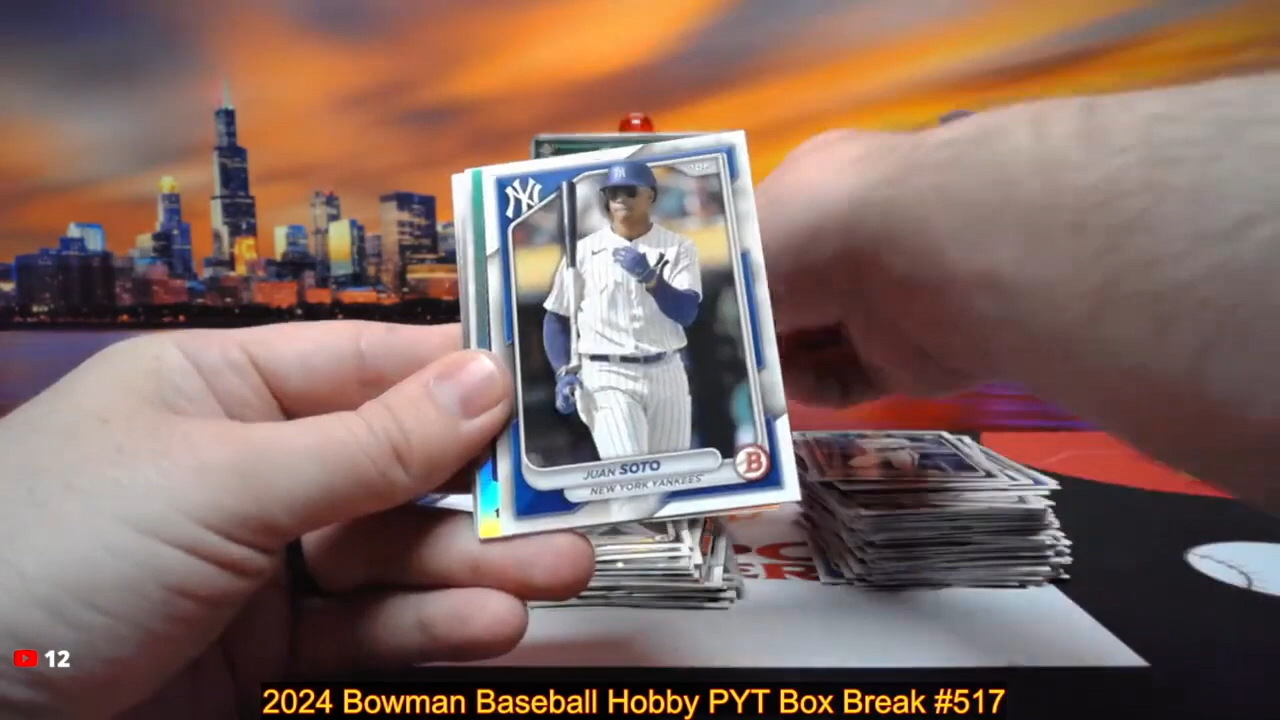 NY
JUAN SOTO
NEW YORK YANKEES
B
12
2024 Bowman Baseball Hobby PYT Box Break #517